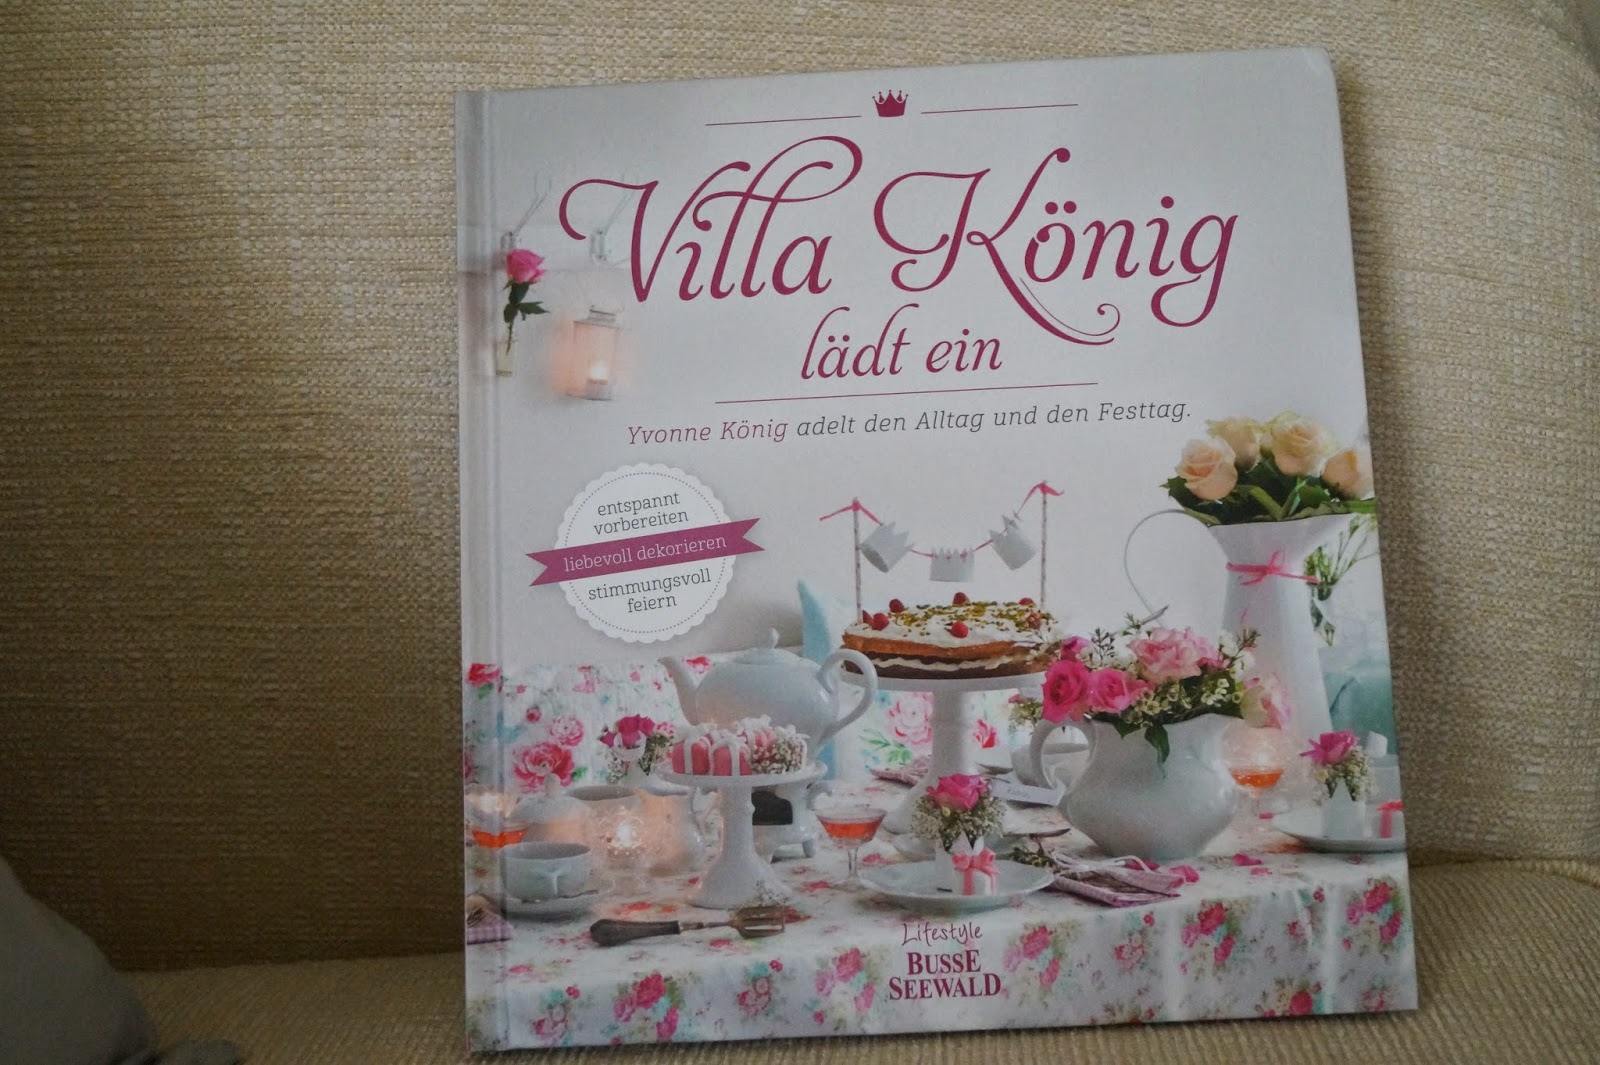 Villa König
lädt ein
Yvonne König adelt den Alltag und den Festtag.
entspannt
vorbereiten
liebevoll dekorieren
stimmungsvoll
feiern
Lifestyle
BUSSE
SEEWALD